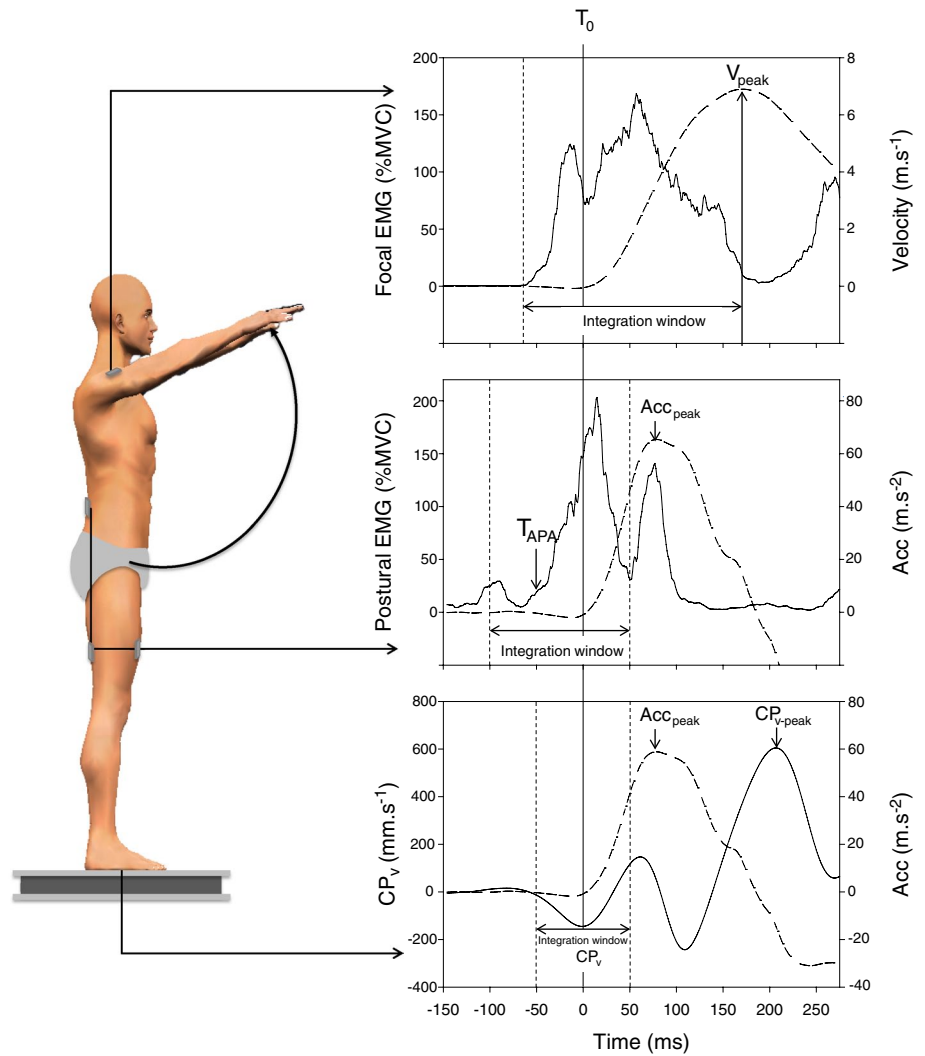 T0
200
150
100
50
0
Focal EMG (%MVC)
Vpeak
Integration window
8
6
4
2
0
Velocity (m.s-1)
200
150
100
50
0
Postural EMG (%MVC)
TAPA
Accpeak
Integration window
80
60
40
20
0
Acc (m.s-2)
800
600
400
200
0
-200
-400
CPv (mm.s-1)
Accpeak
CPv-peak
Integration window
CPv
80
60
40
20
0
-20
-40
Acc (m.s-2)
-150 -100 -50 0 50 100 150 200 250
Time (ms)